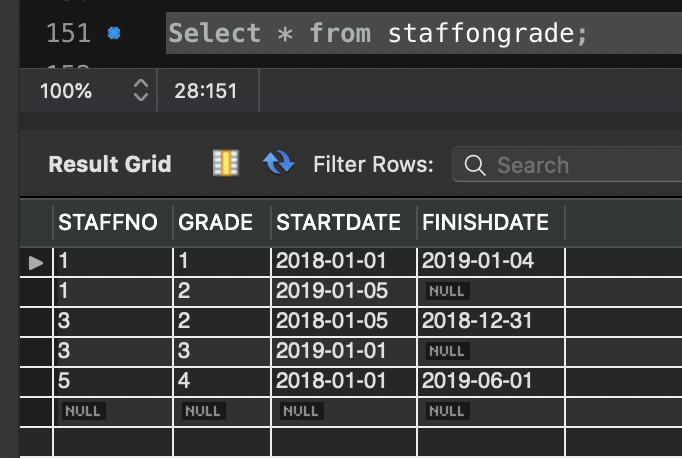 151 Select * from staffongrade;
100% 28:151
Result Grid Filter Rows: Search
STAFFNO GRADE STARTDATE FINISHDATE
1 1 2018-01-01 2019-01-04
1 2 2019-01-05 NULL
3 2 2018-01-05 2018-12-31
3 3 2019-01-01 NULL
5 4 2018-01-01 2019-06-01
NULL NULL NULL NULL